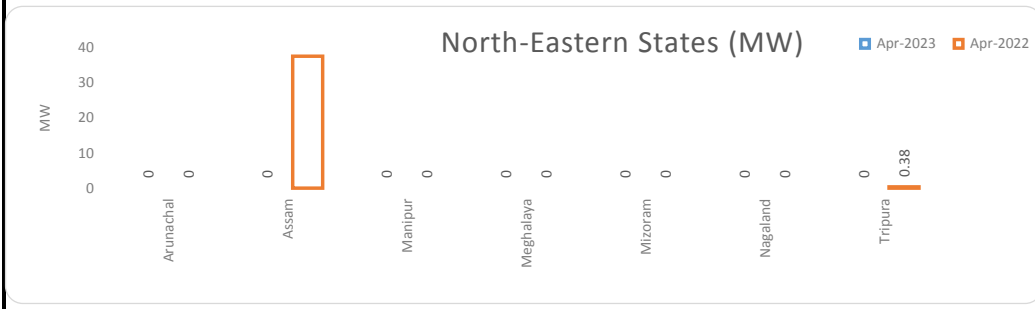 North-Eastern States (MW)
Apr-2023 Apr-2022
MW
40
30
20
10
0
0 0 0 0 0 0 0 0 0 0 0 0 0.38
Arunachal
Assam
Manipur
Meghalaya
Mizoram
Nagaland
Tripura